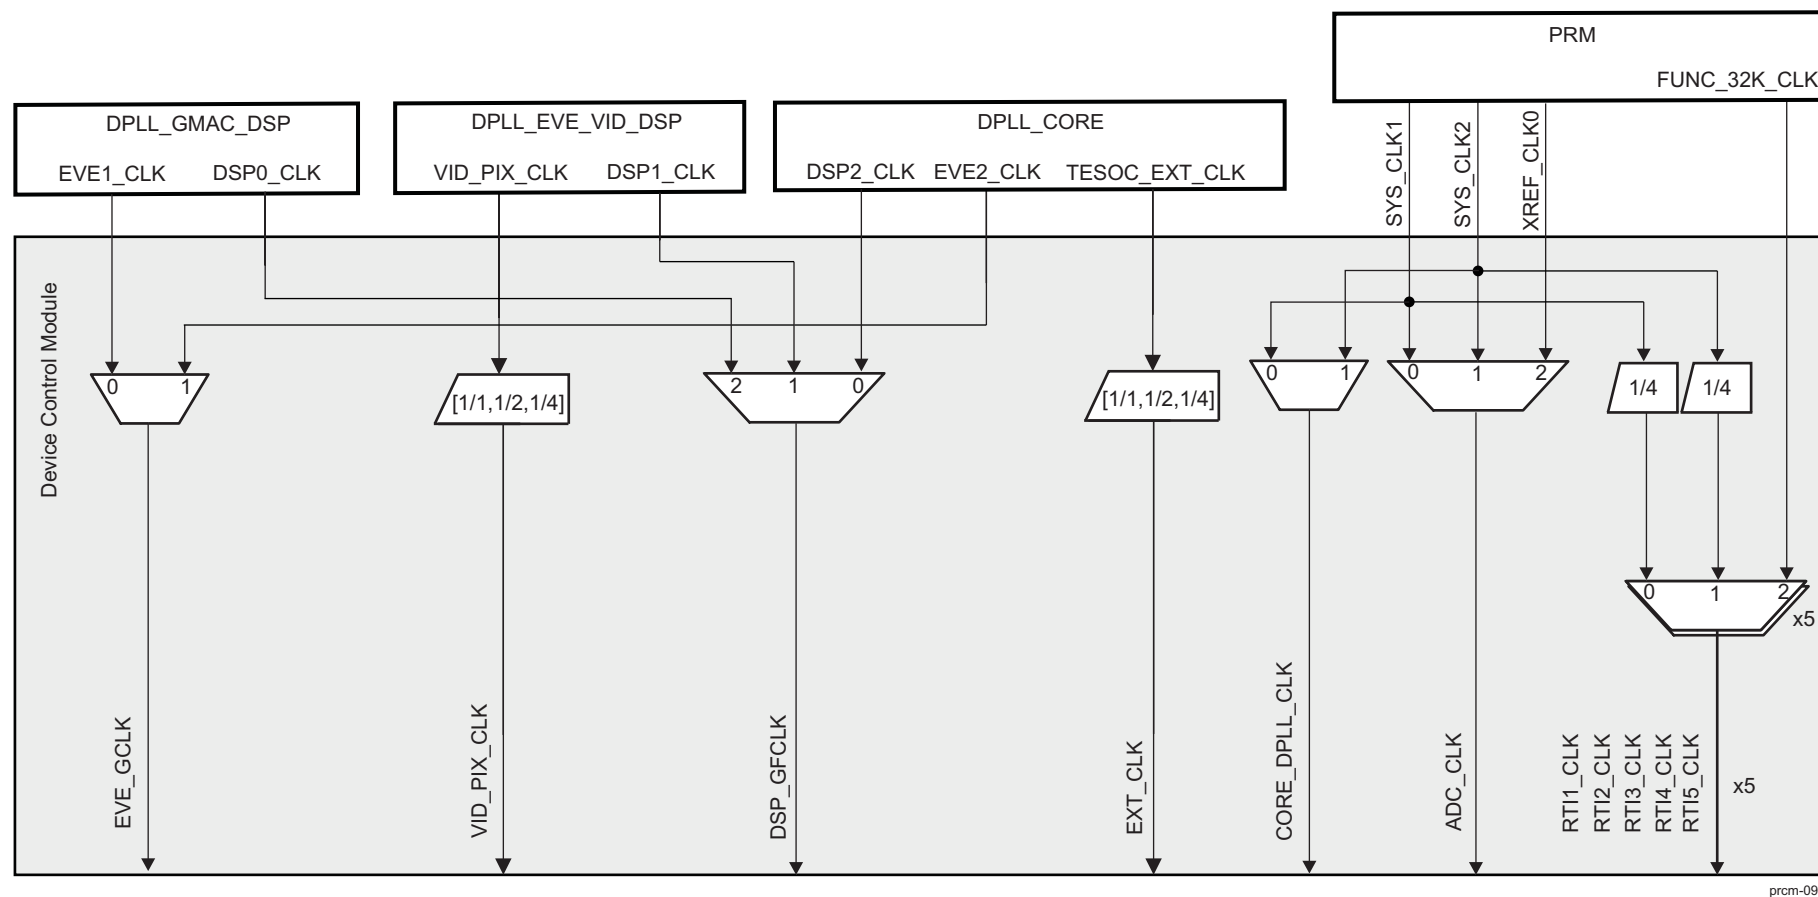 PRM
FUNC_32K_CLK
DPLL_GMAC_DSP
DPLL_EVE_VID_DSP
DPLL_CORE
EVE1_CLK DSP0_CLK
VID_PIX_CLK DSP1_CLK
DSP2_CLK EVE2_CLK TESOC_EXT_CLK
SYS_CLK1
SYS_CLK2
XREF_CLK0
Device Control Module
0 1
[1/1,1/2,1/4]
2 1 0
[1/1,1/2,1/4]
0 1
0 1 2
1/4
1/4
0 1 2
x5
EVE_GCLK
VID_PIX_CLK
DSP_GFCLK
EXT_CLK
CORE_DPLL_CLK
ADC_CLK
RTI1_CLK
RTI2_CLK
RTI3_CLK
RTI4_CLK
RTI5_CLK
x5
prcm-09